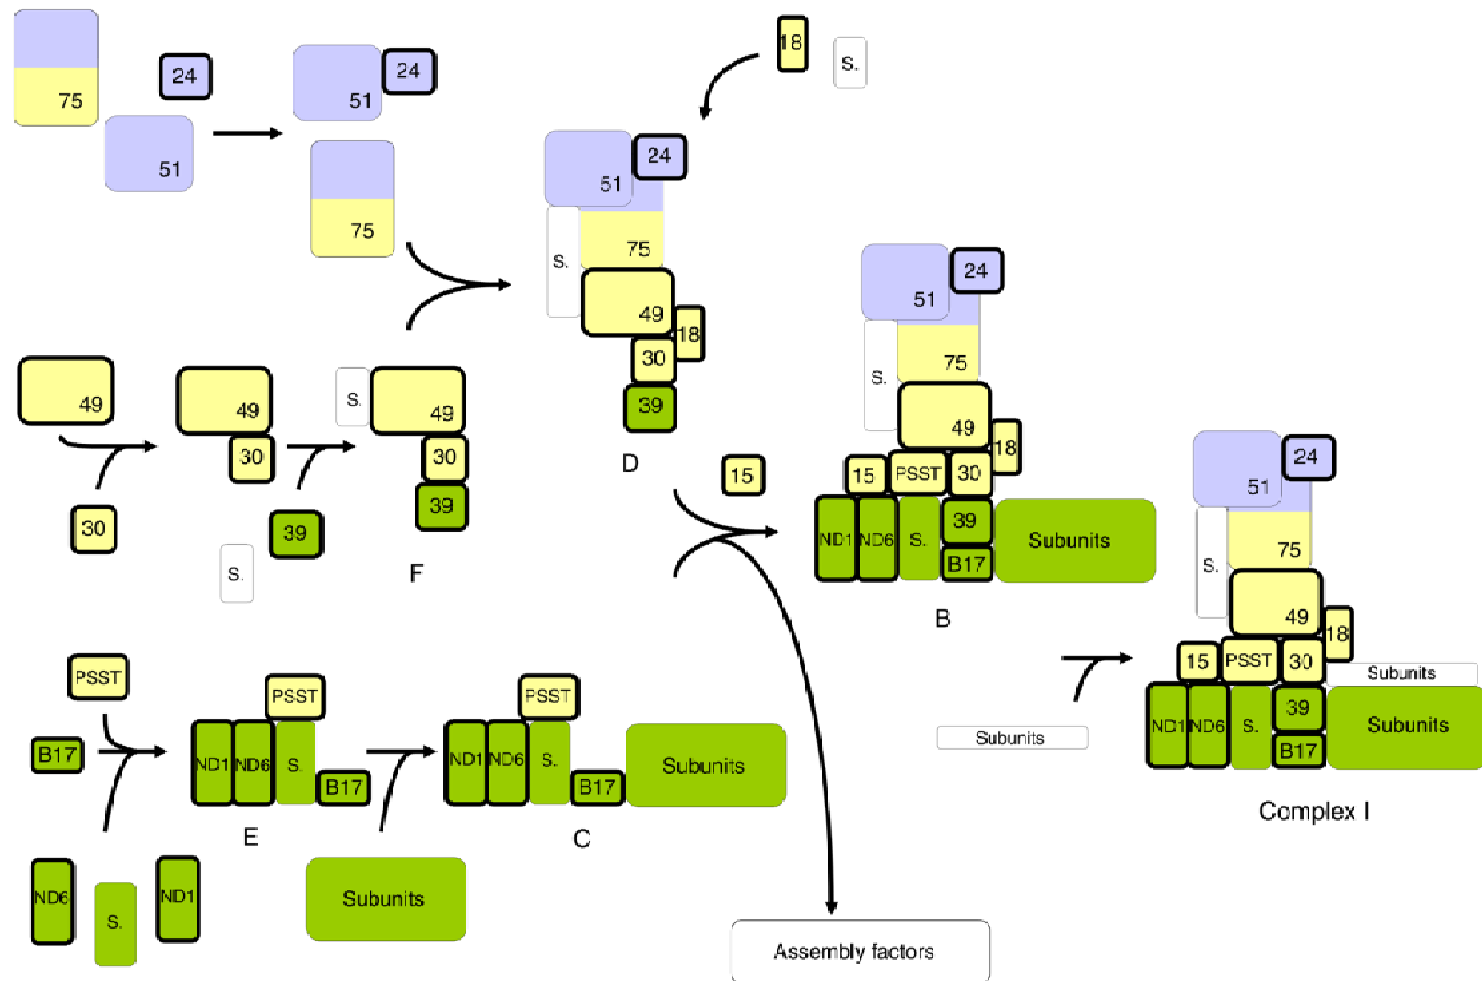 75
24
51
51
24
75
18
S.
51
24
75
S.
49
18
30
39
D
49
30
49
30
39
S.
S.
49
30
39
F
15
51
24
75
S.
49
18
15
PSST
30
ND1
ND6
S.
39
B17
Subunits
B
PSST
B17
ND6
S.
ND1
PSST
ND1
ND6
S.
B17
E
Subunits
PSST
ND1
ND6
S.
B17
Subunits
C
Assembly factors
Subunits
51
24
75
S.
49
18
15
PSST
30
Subunits
ND1
ND6
S.
39
B17
Subunits
Complex I